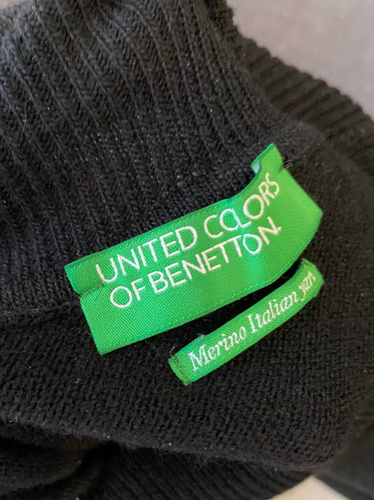 UNITED COLORS
OF BENETTON.
Merino Italian yarn